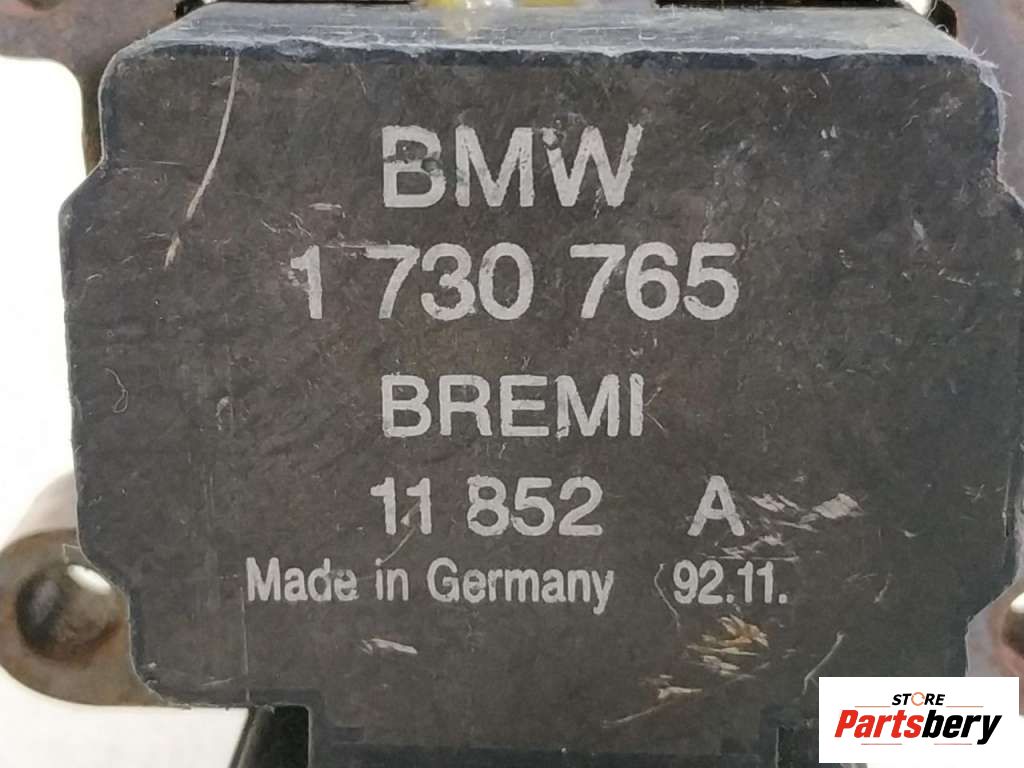 BMW
1 730 765
BREMI
11 852 A
Made in Germany 92.11.
STORE
Partsbery